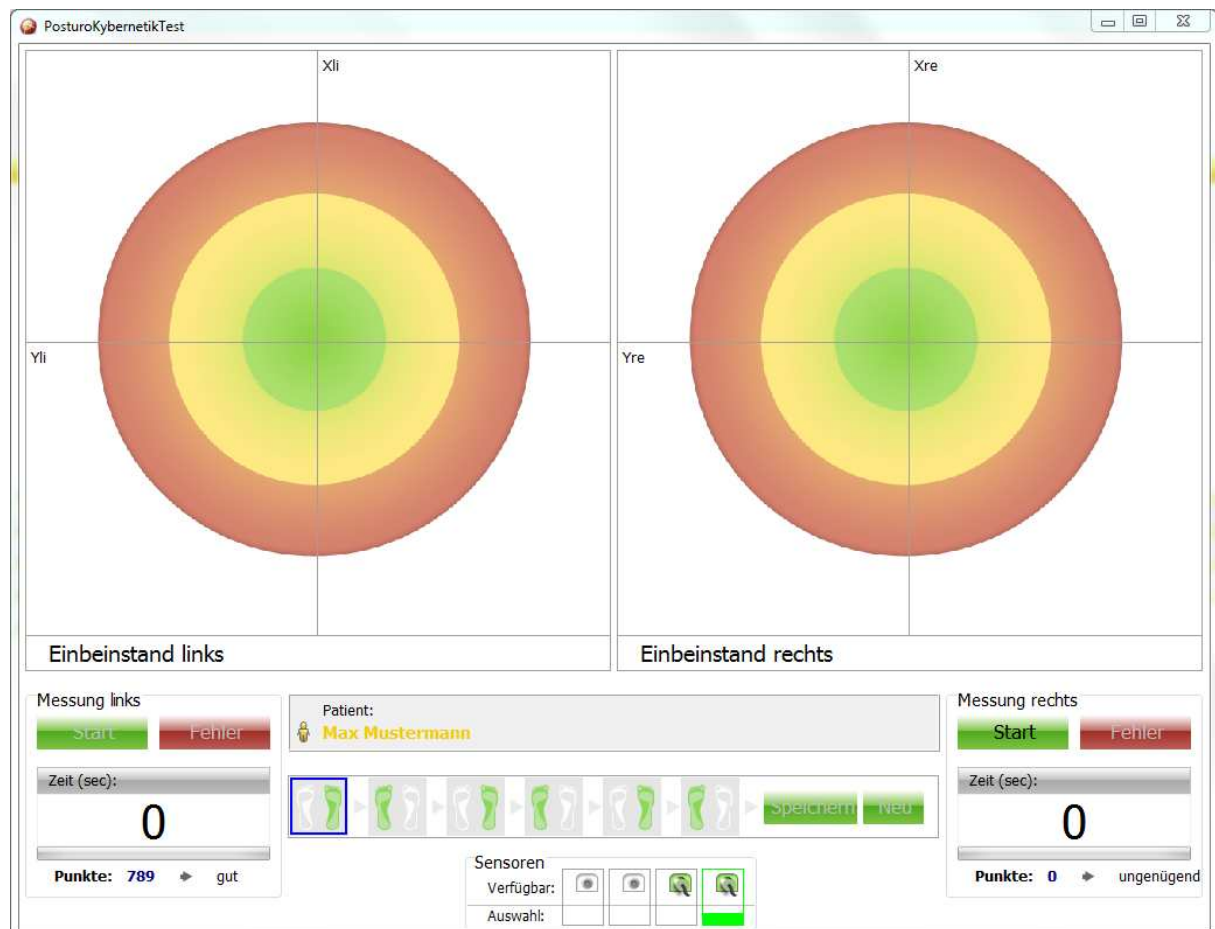 PosturoKybernetikTest
Xli
Yli
Einbeinstand links
Xre
Yre
Einbeinstand rechts
Messung links
Start Fehler
Zeit (sec):
0
Punkte: 789 gut
Patient:
Max Mustermann
Speichern Neu
Sensoren
Verfügbar:
Auswahl:
Messung rechts
Start Fehler
Zeit (sec):
0
Punkte: 0 ungenügend